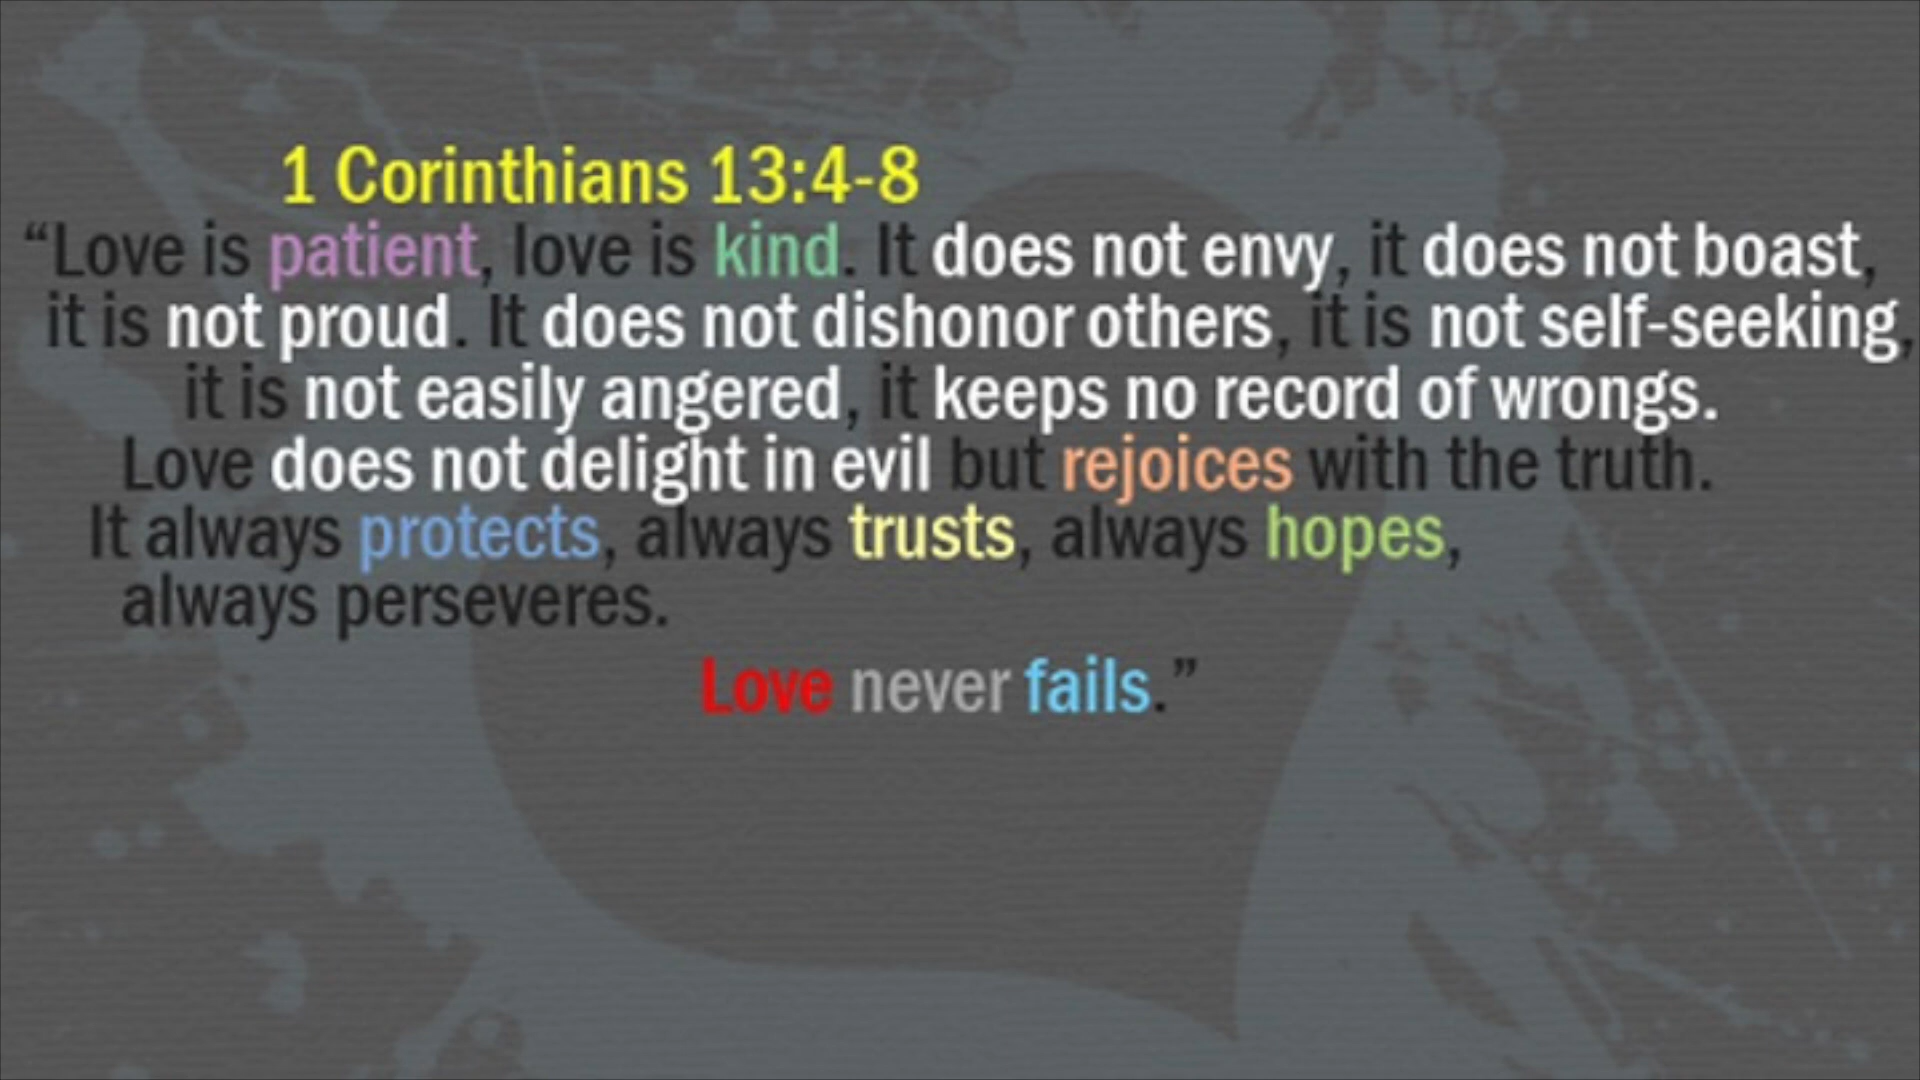 1 Corinthians 13:4-8
“Love is patient, love is kind. It does not envy, it does not boast,
it is not proud. It does not dishonor others, it is not self-seeking,
it is not easily angered, it keeps no record of wrongs.
Love does not delight in evil but rejoices with the truth.
It always protects, always trusts, always hopes,
always perseveres.
Love never fails.”